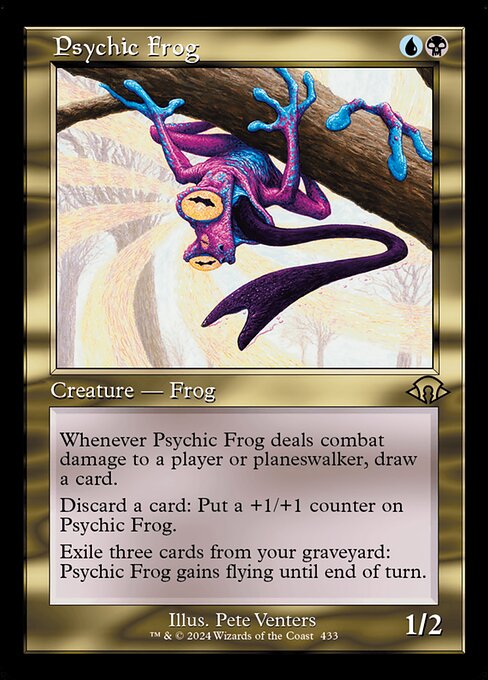 Psychic Frog
Creature — Frog
Whenever Psychic Frog deals combat
damage to a player or planeswalker, draw
a card.
Discard a card: Put a +1/+1 counter on
Psychic Frog.
Exile three cards from your graveyard:
Psychic Frog gains flying until end of turn.
Illus. Pete Venters
™ & © 2024 Wizards of the Coast 433
1/2